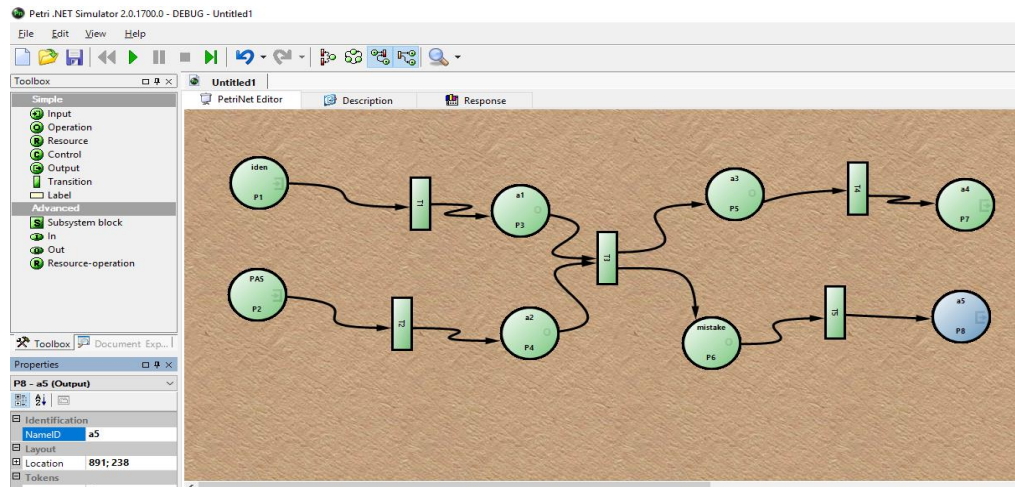 Petri .NET Simulator 2.0.1700.0 - DEBUG - Untitled1
File Edit View Help
Toolbox
Untitled1
PetriNet Editor Description Response
Simple
Input
Operation
Resource
Control
Output
Transition
Label
Advanced
Subsystem block
In
Out
Resource-operation
Toolbox Document Exp...
Properties
P8 - a5 (Output)
Identification
NameID a5
Layout
Location 891; 238
Tokens
iden
P1
T1
a1
P3
PAS
P2
T2
a2
P4
T3
a3
P5
T4
a4
P7
mistake
P6
T5
a5
P8